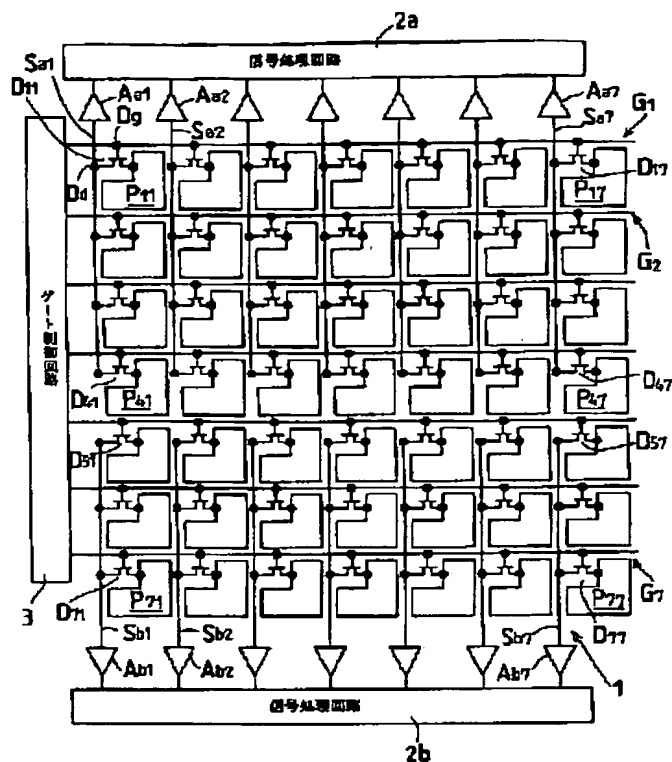 2a
信号処理回路
Sa1 Aa1 Aa2 Aa7
D11 Dg Sa2 Sa7 G1
Dd P11 P17 D17
G2
ゲート制御回路
D41 P41 P47 D47
D51 D57
G7
3 D71 P71 P77 D77
Sb1 Sb2 Sb7
Ab1 Ab2 Ab7 1
信号処理回路
2b